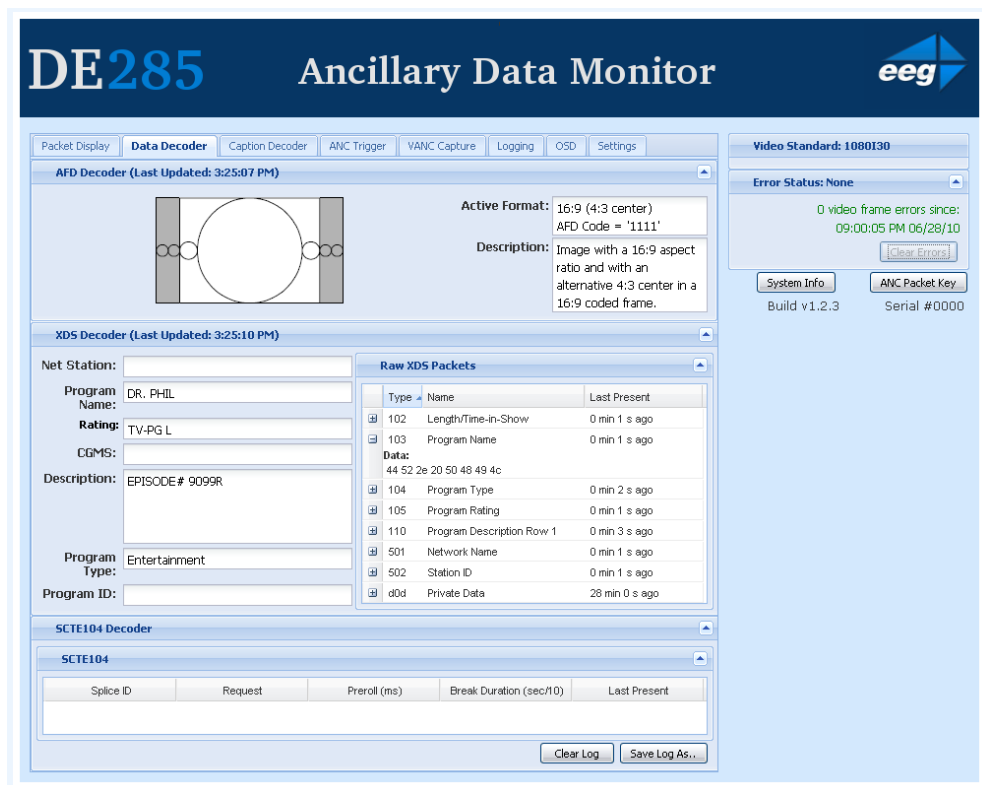 DE285 Ancillary Data Monitor eeg
Packet Display Data Decoder Caption Decoder ANC Trigger VANC Capture Logging OSD Settings
AFD Decoder (Last Updated: 3:25:07 PM)
Active Format: 16:9 (4:3 center)
AFD Code = '1111'
Description: Image with a 16:9 aspect
ratio and with an
alternative 4:3 center in a
16:9 coded frame.
XDS Decoder (Last Updated: 3:25:10 PM)
Net Station:
Program
Name: DR. PHIL
Rating: TV-PG L
CGMS:
Description: EPISODE# 9099R
Program
Type: Entertainment
Program ID:
Raw XDS Packets
Type Name Last Present
102 Length/Time-in-Show 0 min 1 s ago
103 Program Name 0 min 1 s ago
Data:
44 52 2e 20 50 48 49 4c
104 Program Type 0 min 2 s ago
105 Program Rating 0 min 1 s ago
110 Program Description Row 1 0 min 3 s ago
501 Network Name 0 min 1 s ago
502 Station ID 0 min 1 s ago
d0d Private Data 28 min 0 s ago
SCTE104 Decoder
SCTE104
Splice ID Request Preroll (ms) Break Duration (sec/10) Last Present
Clear Log Save Log As..
Video Standard: 1080I30
Error Status: None
0 video frame errors since:
09:00:05 PM 06/28/10
Clear Errors
System Info ANC Packet Key
Build v1.2.3 Serial #0000